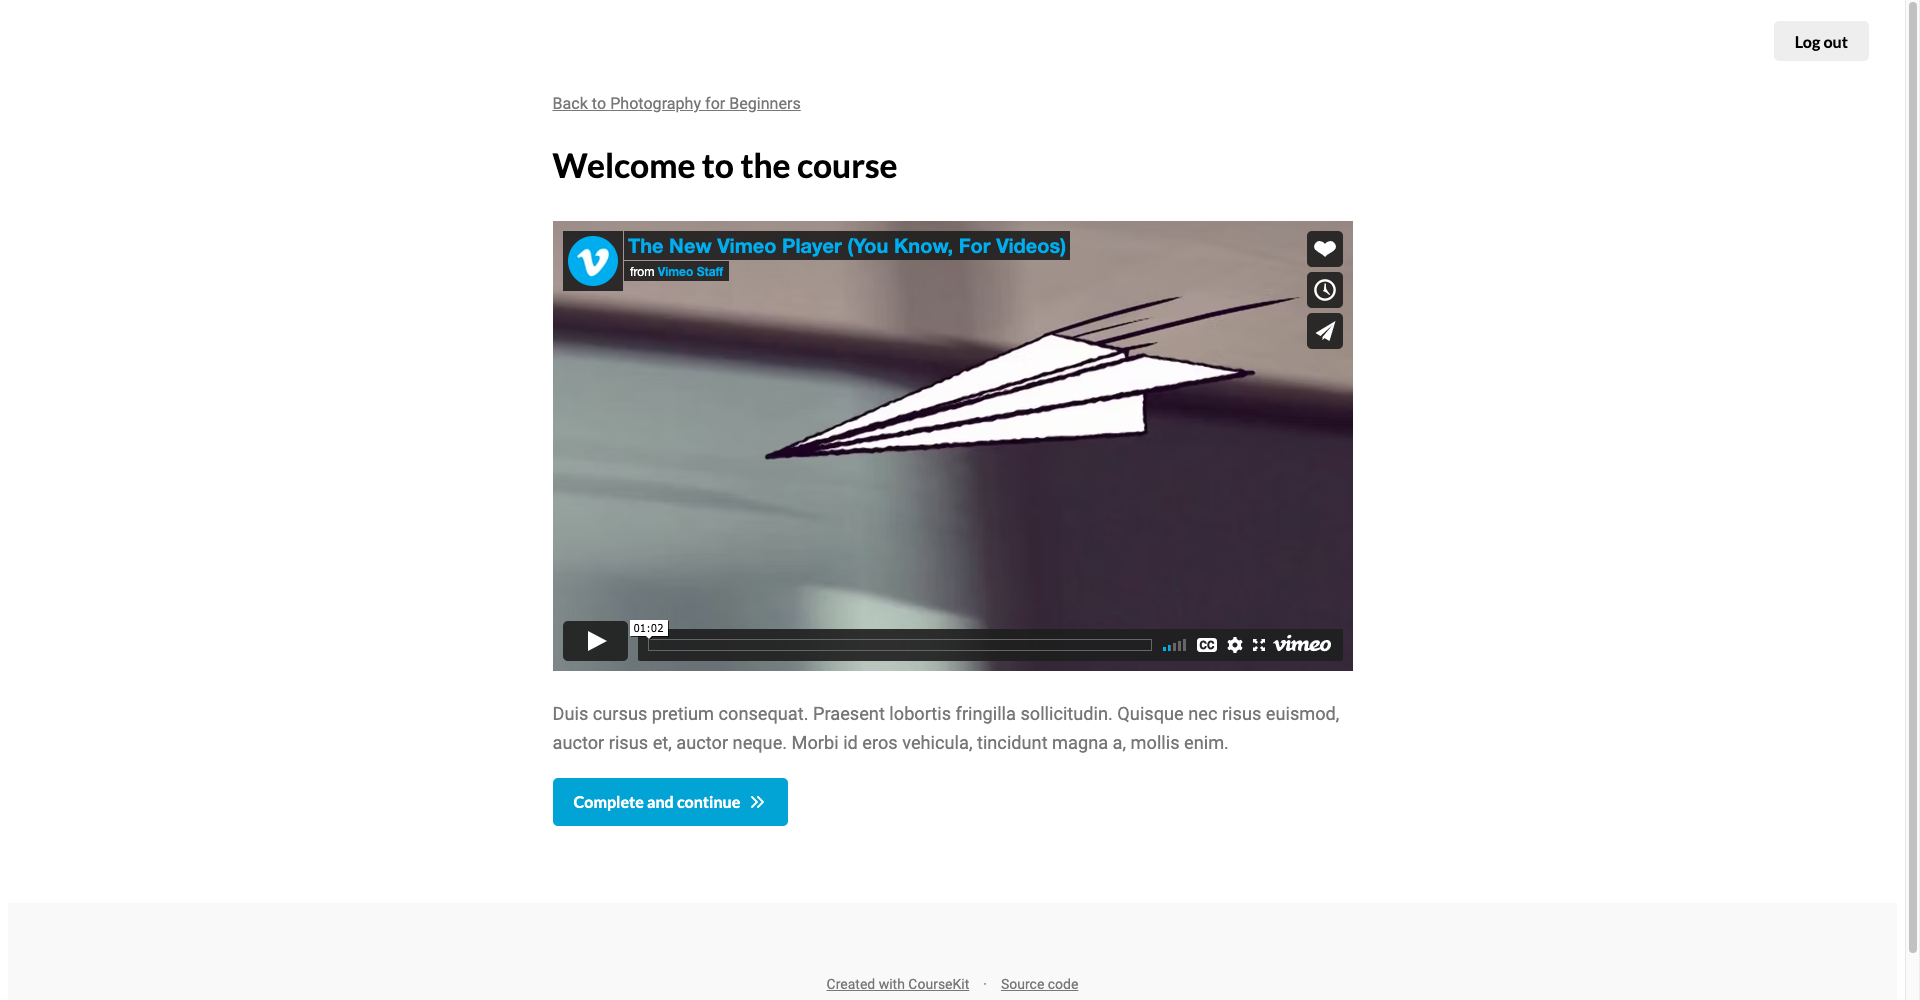 Log out
Back to Photography for Beginners
Welcome to the course
The New Vimeo Player (You Know, For Videos)
from Vimeo Staff
01:02
CC
vimeo
Duis cursus pretium consequat. Praesent lobortis fringilla sollicitudin. Quisque nec risus euismod,
auctor risus et, auctor neque. Morbi id eros vehicula, tincidunt magna a, mollis enim.
Complete and continue
Created with CourseKit · Source code